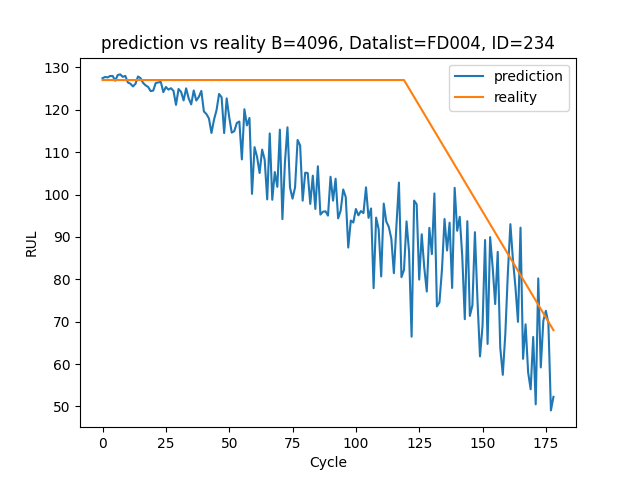 prediction vs reality B=4096, Datalist=FD004, ID=234
prediction
reality
RUL
130
120
110
100
90
80
70
60
50
0 25 50 75 100 125 150 175
Cycle